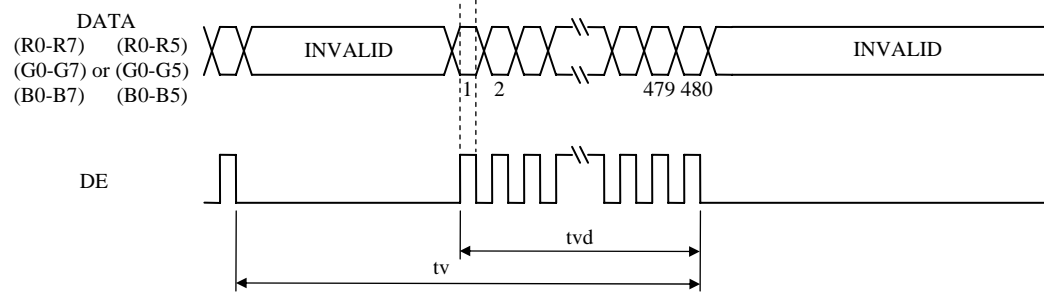 DATA
(R0-R7) (R0-R5)
(G0-G7) or (G0-G5)
(B0-B7) (B0-B5)
INVALID
INVALID
1 2 479 480
DE
tvd
tv